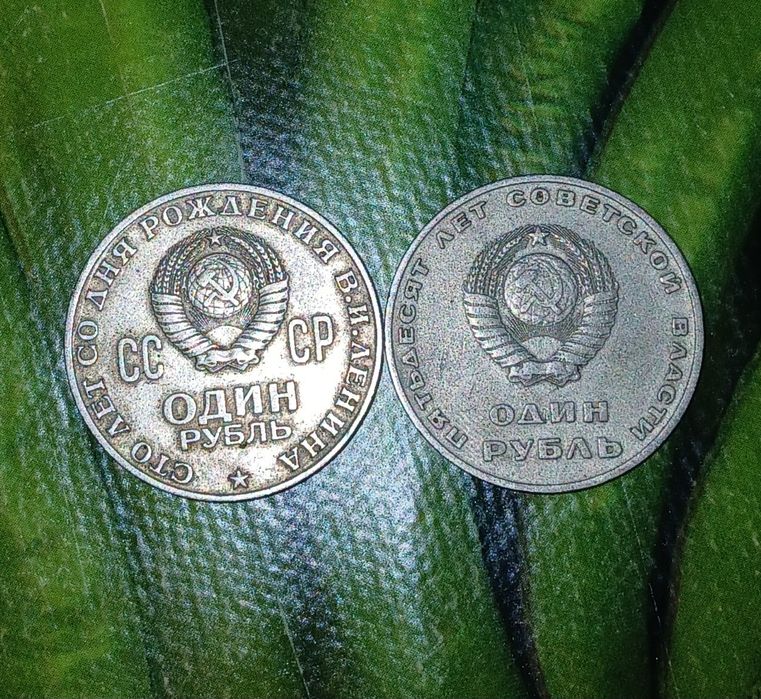 СТО ЛЕТ СО ДНЯ РОЖДЕНИЯ В.И.ЛЕНИНА
СС СР
ОДИН
РУБЛЬ
ПЯТЬДЕСЯТ ЛЕТ СОВЕТСКОЙ ВЛАСТИ
ОДИН
РУБЛЬ